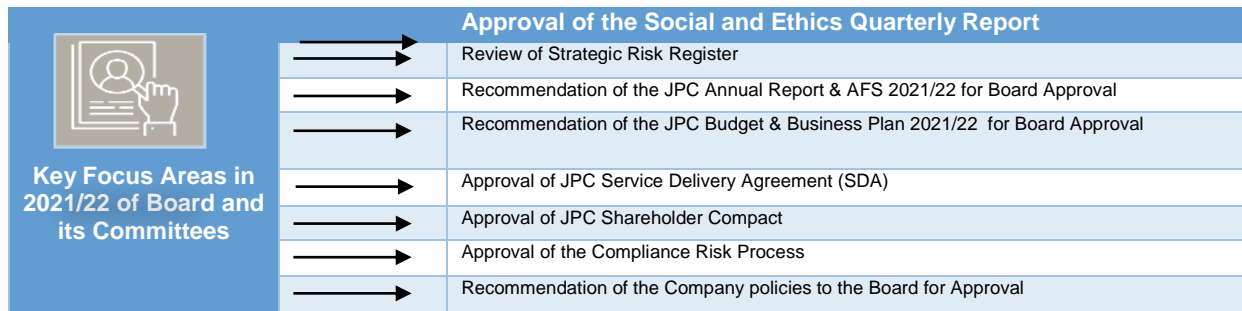 Approval of the Social and Ethics Quarterly Report
Review of Strategic Risk Register
Recommendation of the JPC Annual Report & AFS 2021/22 for Board Approval
Recommendation of the JPC Budget & Business Plan 2021/22 for Board Approval
Key Focus Areas in
2021/22 of Board and
its Committees
Approval of JPC Service Delivery Agreement (SDA)
Approval of JPC Shareholder Compact
Approval of the Compliance Risk Process
Recommendation of the Company policies to the Board for Approval